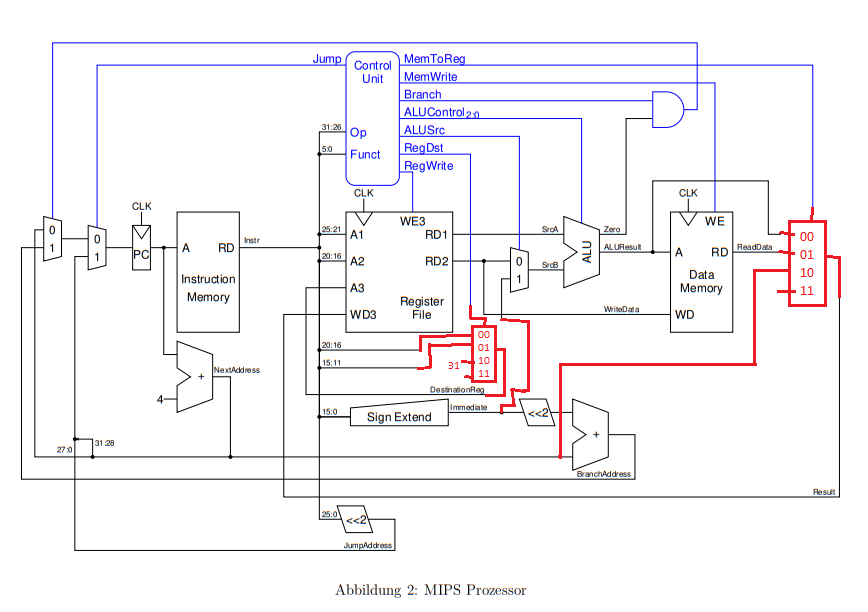 Jump
Control
Unit
MemToReg
MemWrite
Branch
ALUControl2:0
ALUSrc
RegDst
RegWrite
31:26
Op
5:0
Funct
CLK
CLK
CLK
0
1
0
1
PC
A
RD
Instruction
Memory
Instr
25:21
A1
WE3
RD1
20:16
A2
RD2
A3
WD3
Register
File
SrcA
SrcB
0
1
ALU
Zero
ALUResult
WE
A
RD
Data
Memory
WD
ReadData
WriteData
00
01
10
11
20:16
15:11
00
01
10
11
31
DestinationReg
NextAddress
+
4
15:0
Sign Extend
Immediate
<<2
+
BranchAddress
27:0
31:28
Result
25:0
<<2
JumpAddress
Abbildung 2: MIPS Prozessor